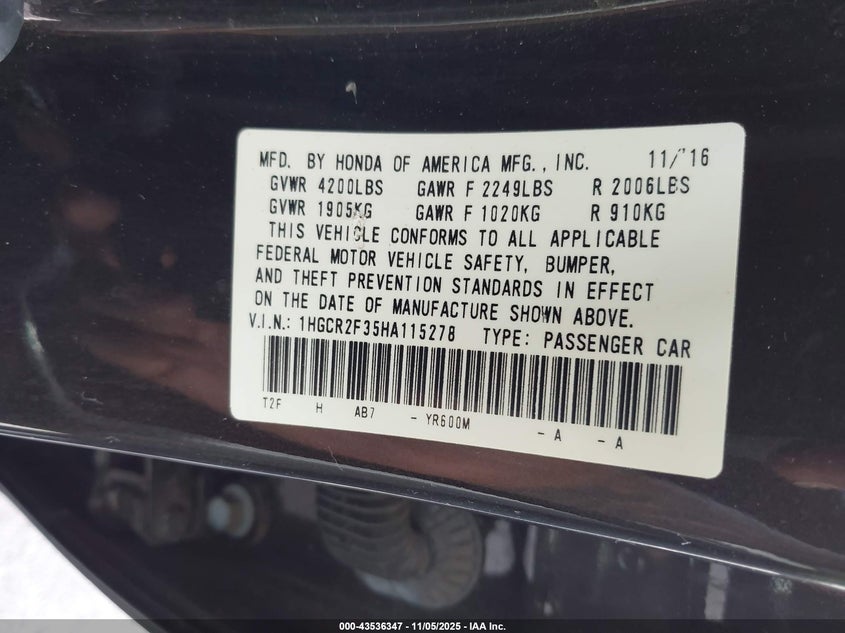 MFD. BY HONDA OF AMERICA MFG., INC. 11/'16
GVWR 4200LBS GAWR F 2249LBS R 2006LBS
GVWR 1905KG GAWR F 1020KG R 910KG
THIS VEHICLE CONFORMS TO ALL APPLICABLE
FEDERAL MOTOR VEHICLE SAFETY, BUMPER,
AND THEFT PREVENTION STANDARDS IN EFFECT
ON THE DATE OF MANUFACTURE SHOWN ABOVE.
V.I.N.: 1HGCR2F35HA115278 TYPE: PASSENGER CAR
T2F H AB7 - YR600M - A - A
000-43536347 - 11/05/2025 - IAA Inc.